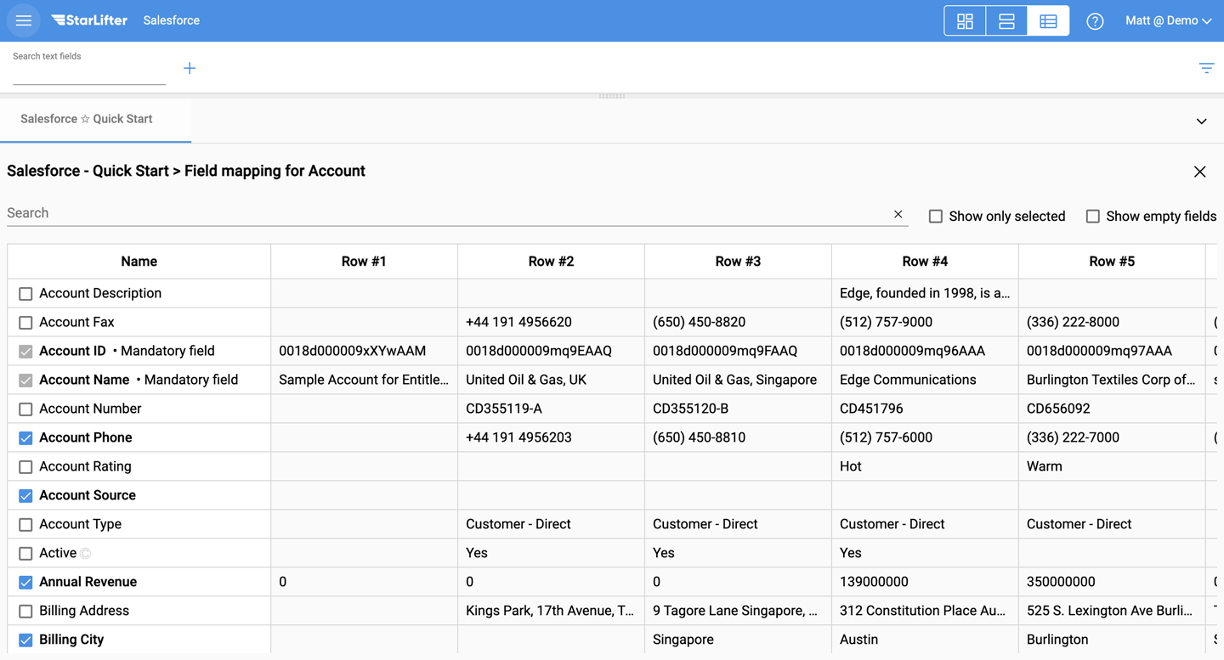 StarLifter Salesforce Matt @ Demo
Search text fields
Salesforce ☆ Quick Start
Salesforce - Quick Start > Field mapping for Account
Search Show only selected Show empty fields
Name Row #1 Row #2 Row #3 Row #4 Row #5
Account Description Edge, founded in 1998, is a...
Account Fax +44 191 4956620 (650) 450-8820 (512) 757-9000 (336) 222-8000
Account ID • Mandatory field 0018d000009xXYwAAM 0018d000009mq9EAAQ 0018d000009mq9FAAQ 0018d000009mq96AAA 0018d000009mq97AAA
Account Name • Mandatory field Sample Account for Entitle... United Oil & Gas, UK United Oil & Gas, Singapore Edge Communications Burlington Textiles Corp of...
Account Number CD355119-A CD355120-B CD451796 CD656092
Account Phone +44 191 4956203 (650) 450-8810 (512) 757-6000 (336) 222-7000
Account Rating Hot Warm
Account Source
Account Type Customer - Direct Customer - Direct Customer - Direct Customer - Direct
Active Yes Yes Yes
Annual Revenue 0 0 0 139000000 350000000
Billing Address Kings Park, 17th Avenue, T... 9 Tagore Lane Singapore, ... 312 Constitution Place Au... 525 S. Lexington Ave Burli...
Billing City Singapore Austin Burlington